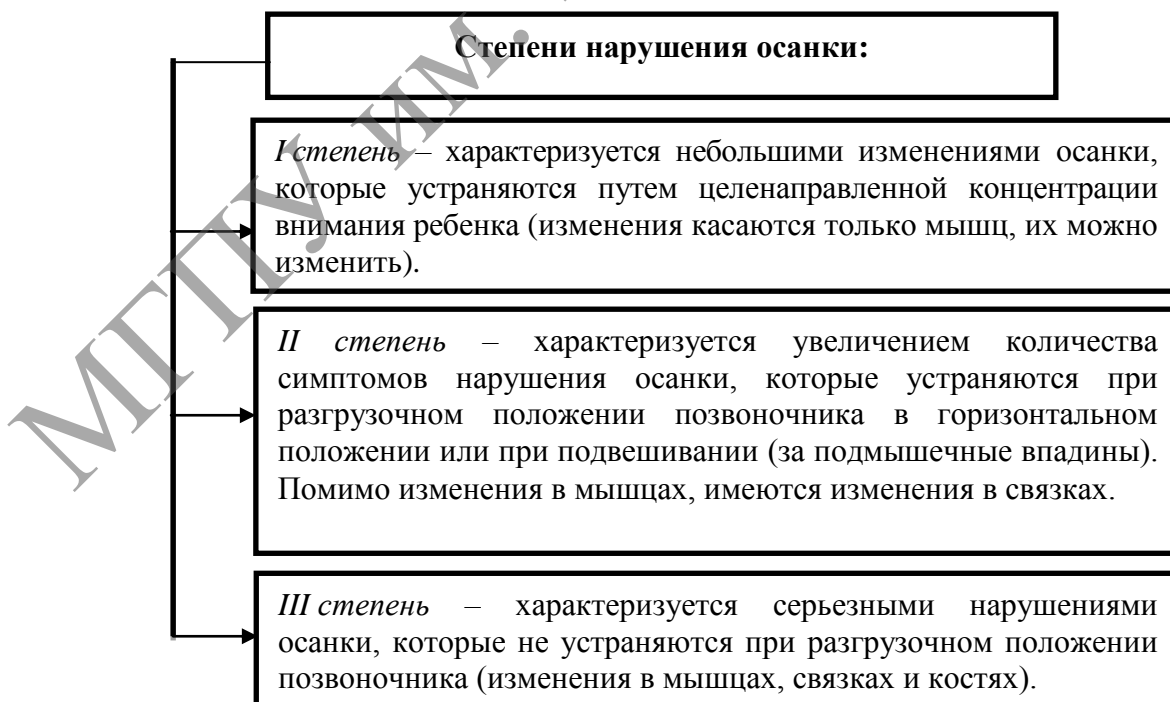 Степени нарушения осанки:
I степень – характеризуется небольшими изменениями осанки,
которые устраняются путем целенаправленной концентрации
внимания ребенка (изменения касаются только мышц, их можно
изменить).
II степень – характеризуется увеличением количества
симптомов нарушения осанки, которые устраняются при
разгрузочном положении позвоночника в горизонтальном
положении или при подвешивании (за подмышечные впадины).
Помимо изменения в мышцах, имеются изменения в связках.
III степень – характеризуется серьезными нарушениями
осанки, которые не устраняются при разгрузочном положении
позвоночника (изменения в мышцах, связках и костях).
МГПУ им.